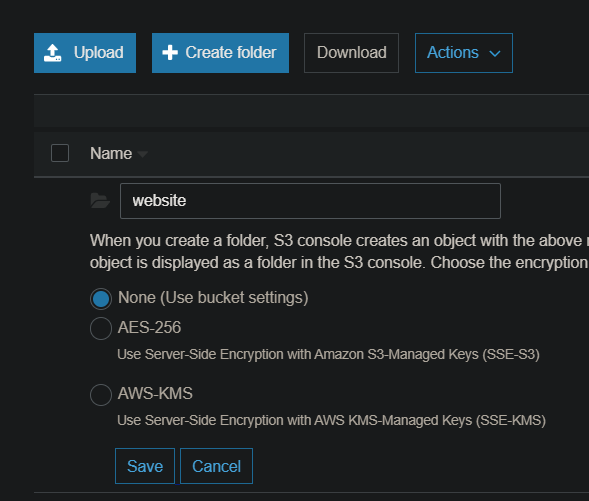 Upload Create folder Download Actions
Name
website
When you create a folder, S3 console creates an object with the above
object is displayed as a folder in the S3 console. Choose the encryption
None (Use bucket settings)
AES-256
Use Server-Side Encryption with Amazon S3-Managed Keys (SSE-S3)
AWS-KMS
Use Server-Side Encryption with AWS KMS-Managed Keys (SSE-KMS)
Save Cancel